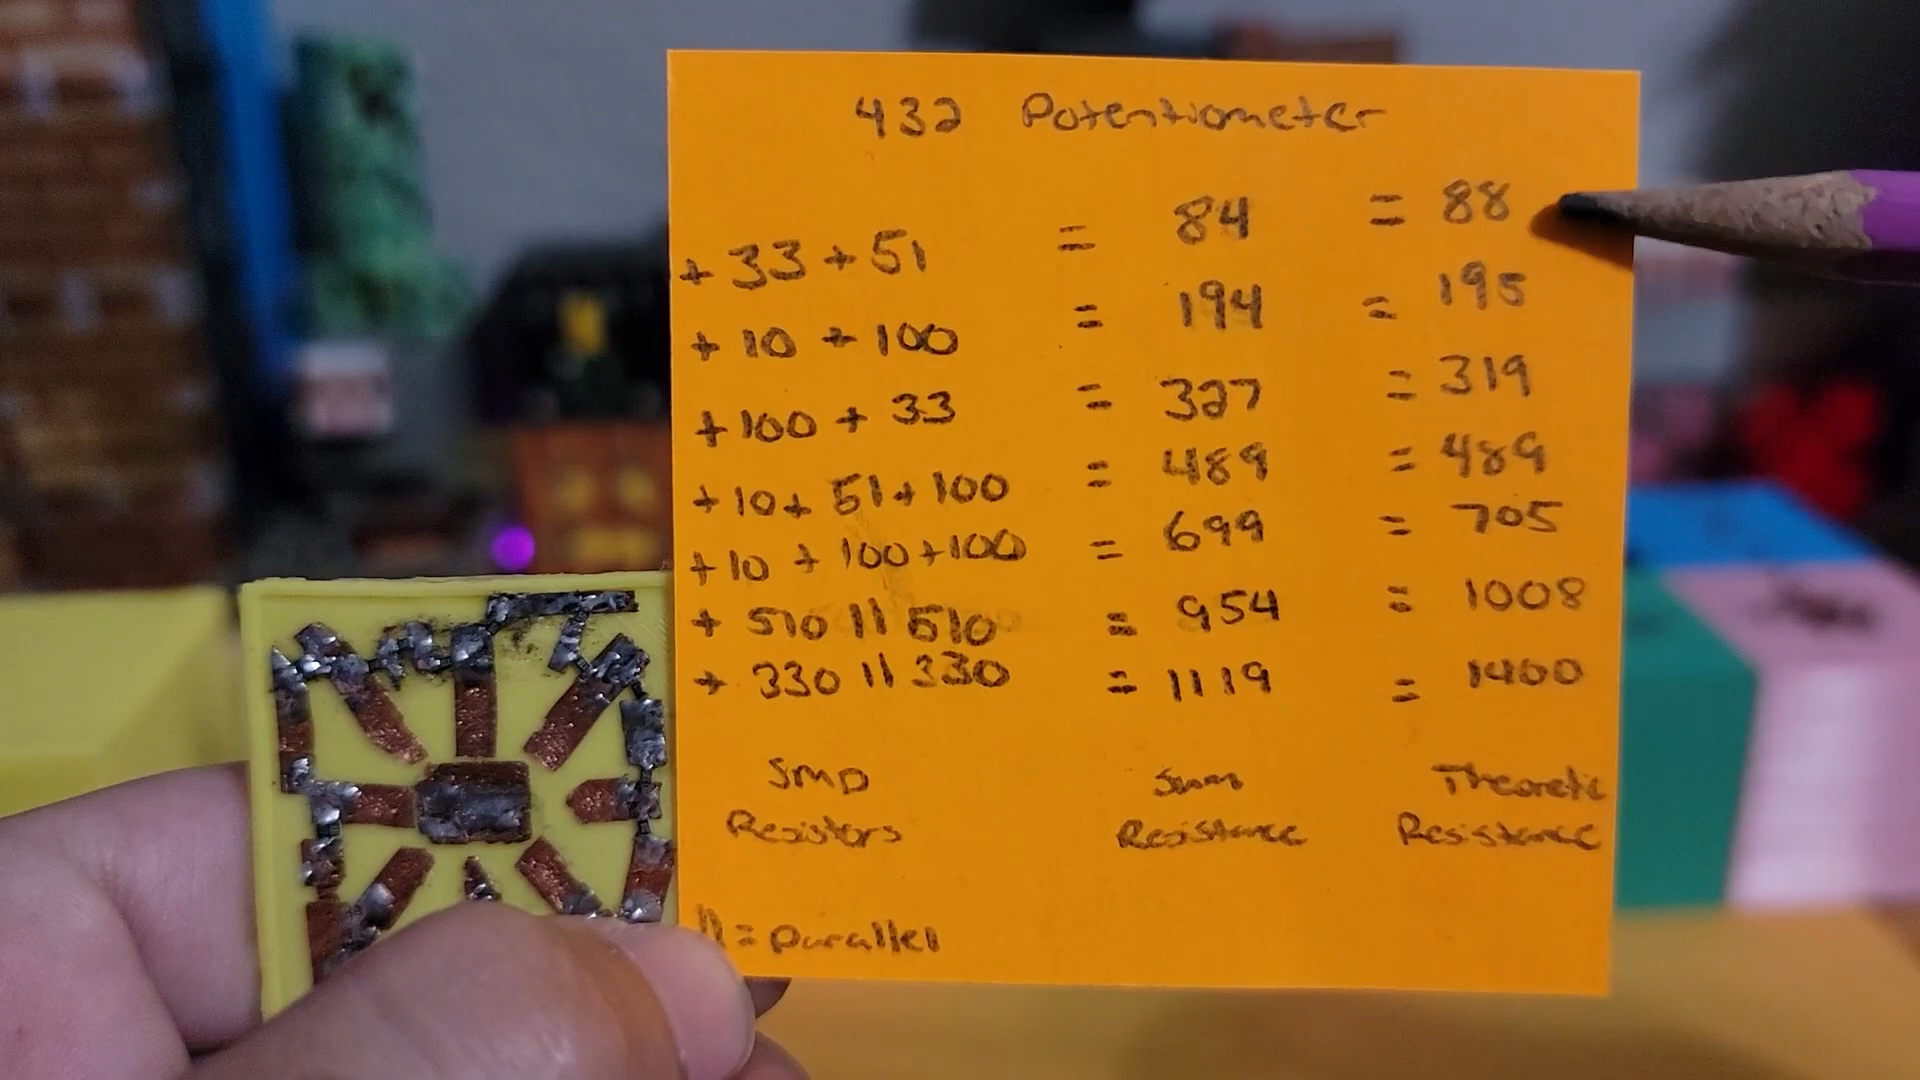 432 Potentiometer
+ 33 + 51 = 84 = 88
+ 10 + 100 = 194 = 195
+ 100 + 33 = 327 = 319
+ 10 + 51 + 100 = 489 = 489
+ 10 + 100 + 100 = 699 = 705
+ 510 || 510 = 954 = 1008
+ 330 || 330 = 1119 = 1400
SMD Sum Theoretic
Resistors Resistance Resistance
|| = parallel